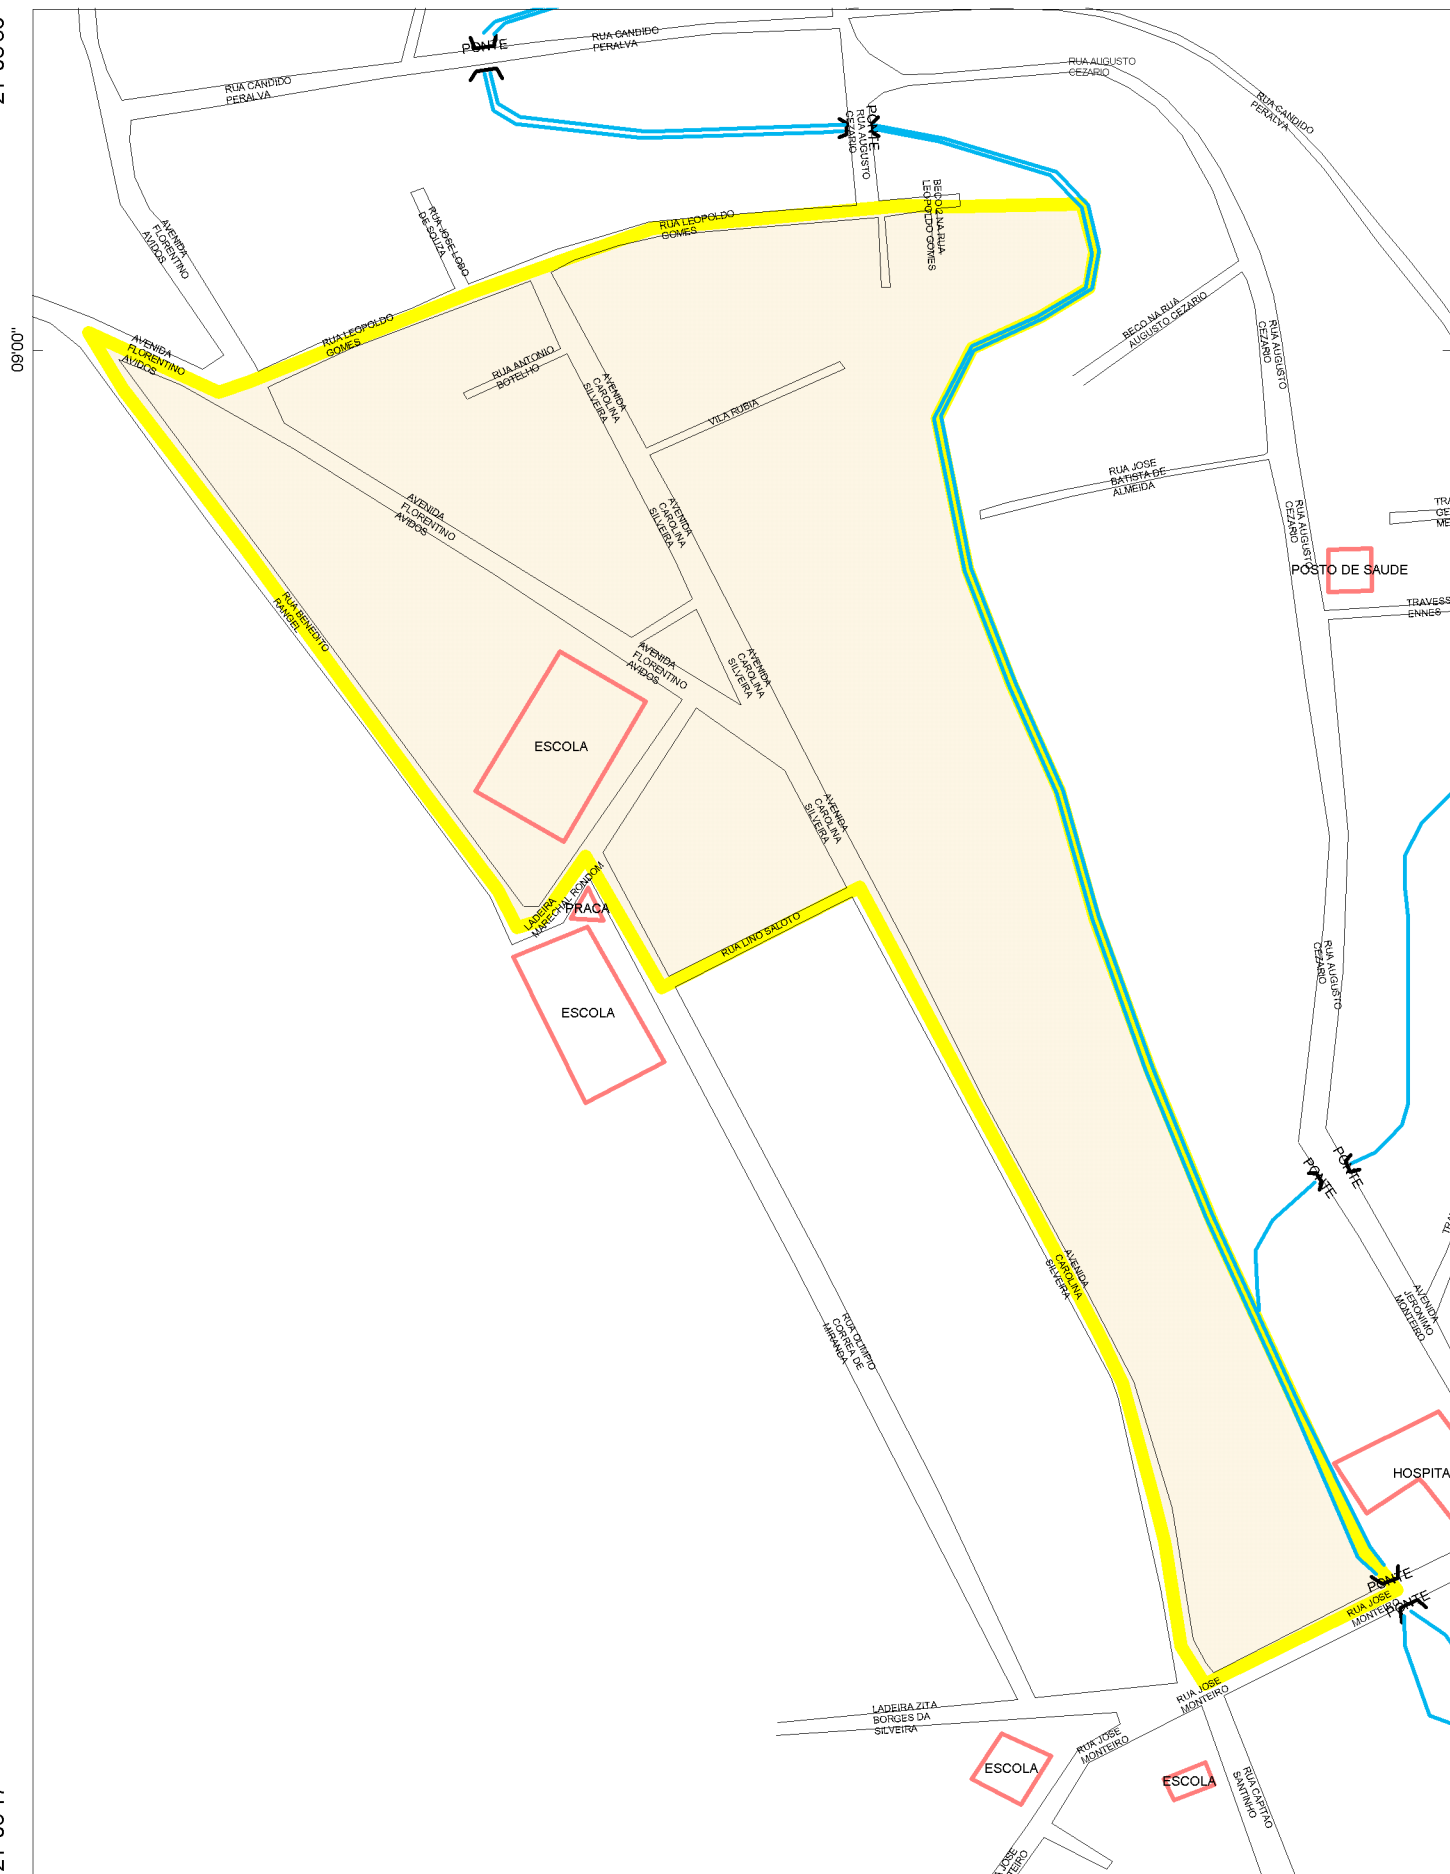 PONTE
RUA CANDIDO
PERALVA
RUA CANDIDO
PERALVA
RUA AUGUSTO
CEZARIO
RUA CANDIDO
PERALVA
PONTE
RUA AUGUSTO
CEZARIO
RUA JOSE LOBO
DE SOUZA
AVENIDA
FLORENTINO
AVIDOS
RUA LEOPOLDO
GOMES
BECO 2 NA RUA
LEOPOLDO GOMES
09'00"
AVENIDA
FLORENTINO
AVIDOS
RUA LEOPOLDO
GOMES
BECO NA RUA
AUGUSTO CEZARIO
RUA AUGUSTO
CEZARIO
RUA ANTONIO
BOTELHO
AVENIDA
CAROLINA
SILVEIRA
VILA RUBIA
RUA JOSE
BATISTA DE
ALMEIDA
AVENIDA
FLORENTINO
AVIDOS
AVENIDA
CAROLINA
SILVEIRA
RUA AUGUSTO
CEZARIO
TRA
GE
ME
POSTO DE SAUDE
TRAVESS
ENNES
RUA BENEDITO
RANGEL
AVENIDA
FLORENTINO
AVIDOS
AVENIDA
CAROLINA
SILVEIRA
ESCOLA
AVENIDA
CAROLINA
SILVEIRA
LADEIRA
MARECHAL RONDOM
PRACA
RUA LINO SALOTO
RUA AUGUSTO
CEZARIO
ESCOLA
PONTE
PONTE
AVENIDA
CAROLINA
SILVEIRA
AVENIDA
JERONIMO
MONTEIRO
RUA OLIMPIO
CORREA DE
MIRANDA
HOSPITA
PONTE
RUA JOSE
MONTEIRO
PONTE
RUA JOSE
MONTEIRO
LADEIRA ZITA
BORGES DA
SILVEIRA
RUA JOSE
MONTEIRO
ESCOLA
ESCOLA
RUA CAPITAO
SANTINHO